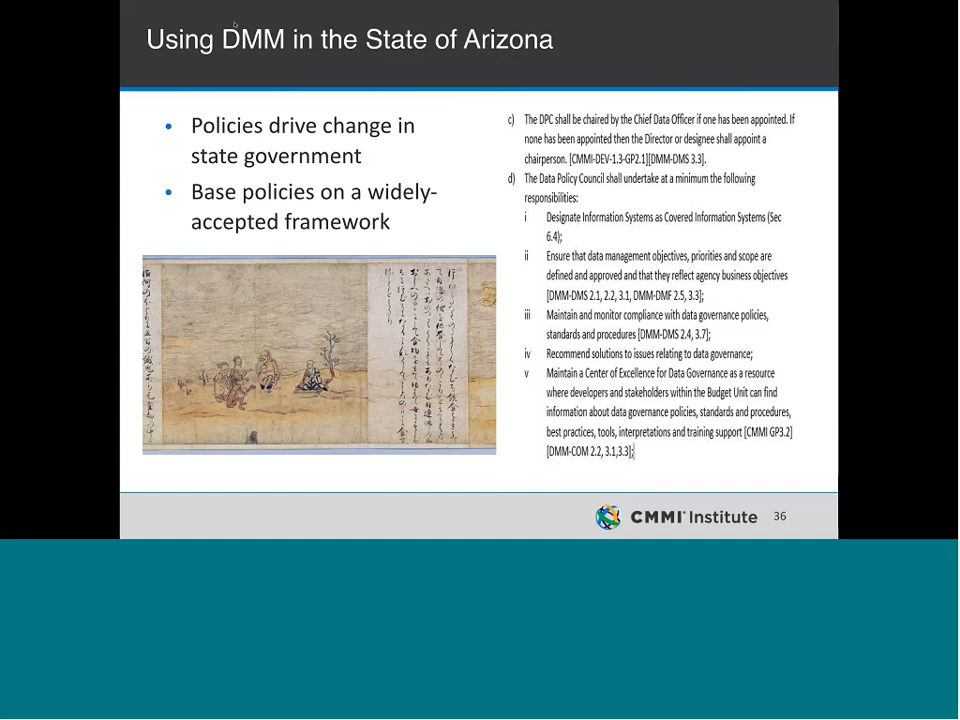 Using DMM in the State of Arizona
• Policies drive change in
state government
• Base policies on a widely-
accepted framework
c) The DPC shall be chaired by the Chief Data Officer if one has been appointed. If
none has been appointed then the Director or designee shall appoint a
chairperson. [CMMI-DEV-1.3-GP2.1][DMM-DMS 3.3].
d) The Data Policy Council shall undertake at a minimum the following
responsibilities:
i Designate Information Systems as Covered Information Systems (Sec
6.4);
ii Ensure that data management objectives, priorities and scope are
defined and approved and that they reflect agency business objectives
[DMM-DMS 2.1, 2.2, 3.1, DMM-DMF 2.5, 3.3];
iii Maintain and monitor compliance with data governance policies,
standards and procedures [DMM-DMS 2.4, 3.7];
iv Recommend solutions to issues relating to data governance;
v Maintain a Center of Excellence for Data Governance as a resource
where developers and stakeholders within the Budget Unit can find
information about data governance policies, standards and procedures,
best practices, tools, interpretations and training support [CMMI GP3.2]
[DMM-COM 2.2, 3.1,3.3];
CMMI Institute 36